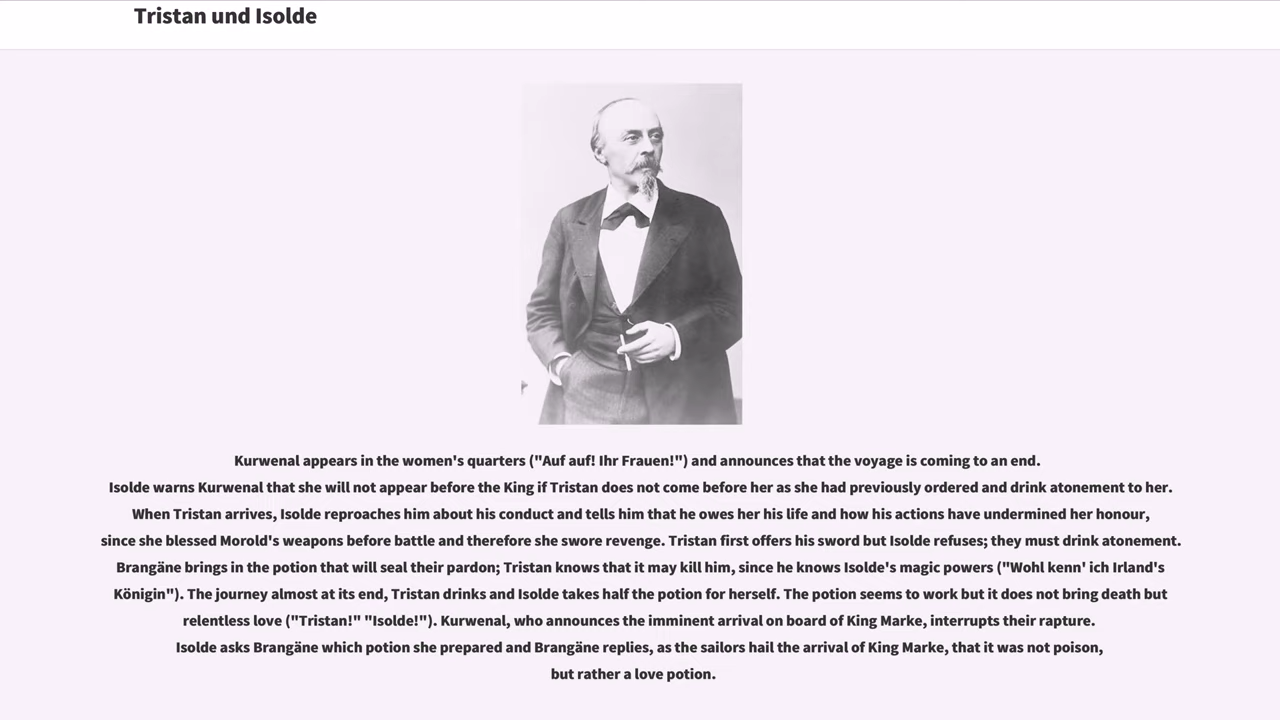 Tristan und Isolde
Kurwenal appears in the women's quarters ("Auf auf! Ihr Frauen!") and announces that the voyage is coming to an end.
Isolde warns Kurwenal that she will not appear before the King if Tristan does not come before her as she had previously ordered and drink atonement to her.
When Tristan arrives, Isolde reproaches him about his conduct and tells him that he owes her his life and how his actions have undermined her honour,
since she blessed Morold's weapons before battle and therefore she swore revenge. Tristan first offers his sword but Isolde refuses; they must drink atonement.
Brangäne brings in the potion that will seal their pardon; Tristan knows that it may kill him, since he knows Isolde's magic powers ("Wohl kenn' ich Irland's
Königin"). The journey almost at its end, Tristan drinks and Isolde takes half the potion for herself. The potion seems to work but it does not bring death but
relentless love ("Tristan!" "Isolde!"). Kurwenal, who announces the imminent arrival on board of King Marke, interrupts their rapture.
Isolde asks Brangäne which potion she prepared and Brangäne replies, as the sailors hail the arrival of King Marke, that it was not poison,
but rather a love potion.